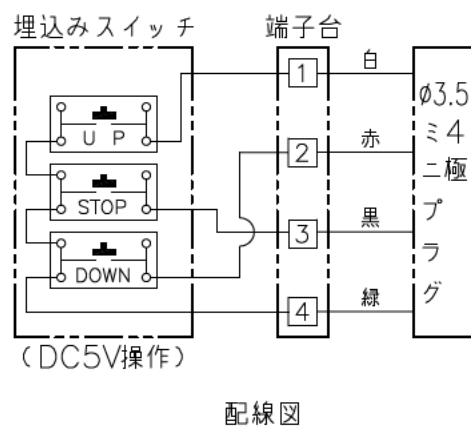 埋込みスイッチ
端子台
UP
STOP
DOWN
1
2
3
4
白
赤
黒
緑
φ3.5
ミニプラグ
4極
(DC5V操作)
配線図